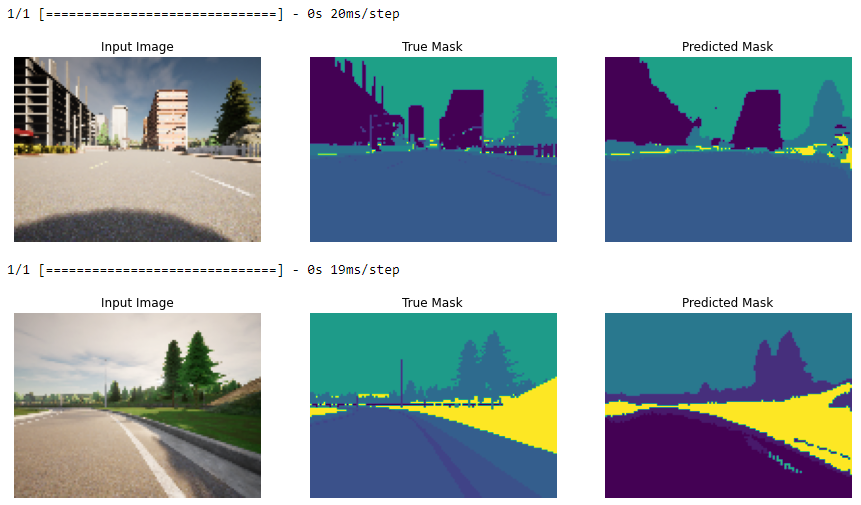 1/1 [==============================] - 0s 20ms/step
Input Image True Mask Predicted Mask
1/1 [==============================] - 0s 19ms/step
Input Image True Mask Predicted Mask